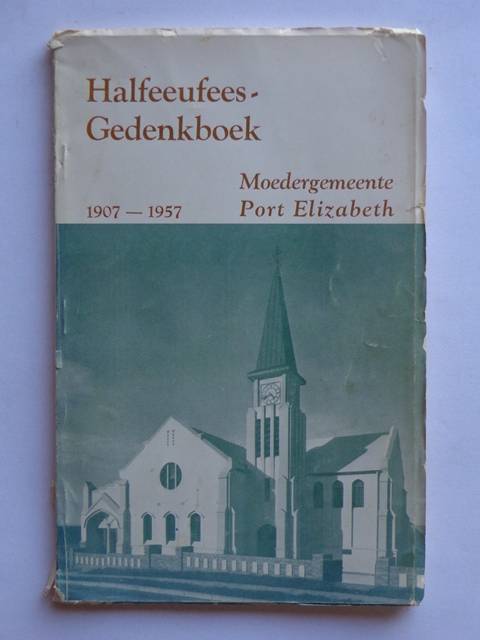 Halfeeufees-
Gedenkboek
Moedergemeente
1907 — 1957 Port Elizabeth